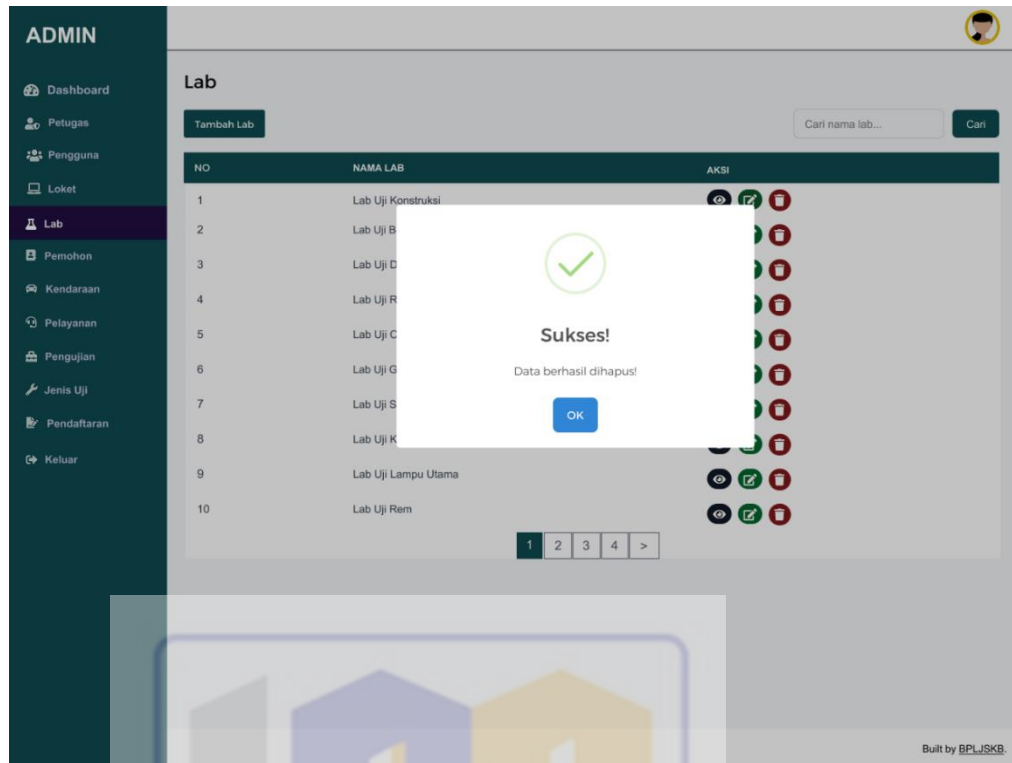 ADMIN
Dashboard
Petugas
Pengguna
Loket
Lab
Pemohon
Kendaraan
Pelayanan
Pengujian
Jenis Uji
Pendaftaran
Keluar
Lab
Tambah Lab
Cari nama lab...
Cari
NO NAMA LAB AKSI
1 Lab Uji Konstruksi
2 Lab Uji B
3 Lab Uji D
4 Lab Uji R
5 Lab Uji
6 Lab Uji G
7 Lab Uji S
8 Lab Uji K
9 Lab Uji Lampu Utama
10 Lab Uji Rem
Sukses!
Data berhasil dihapus!
OK
1 2 3 4 >
Built by BPLJSKB.